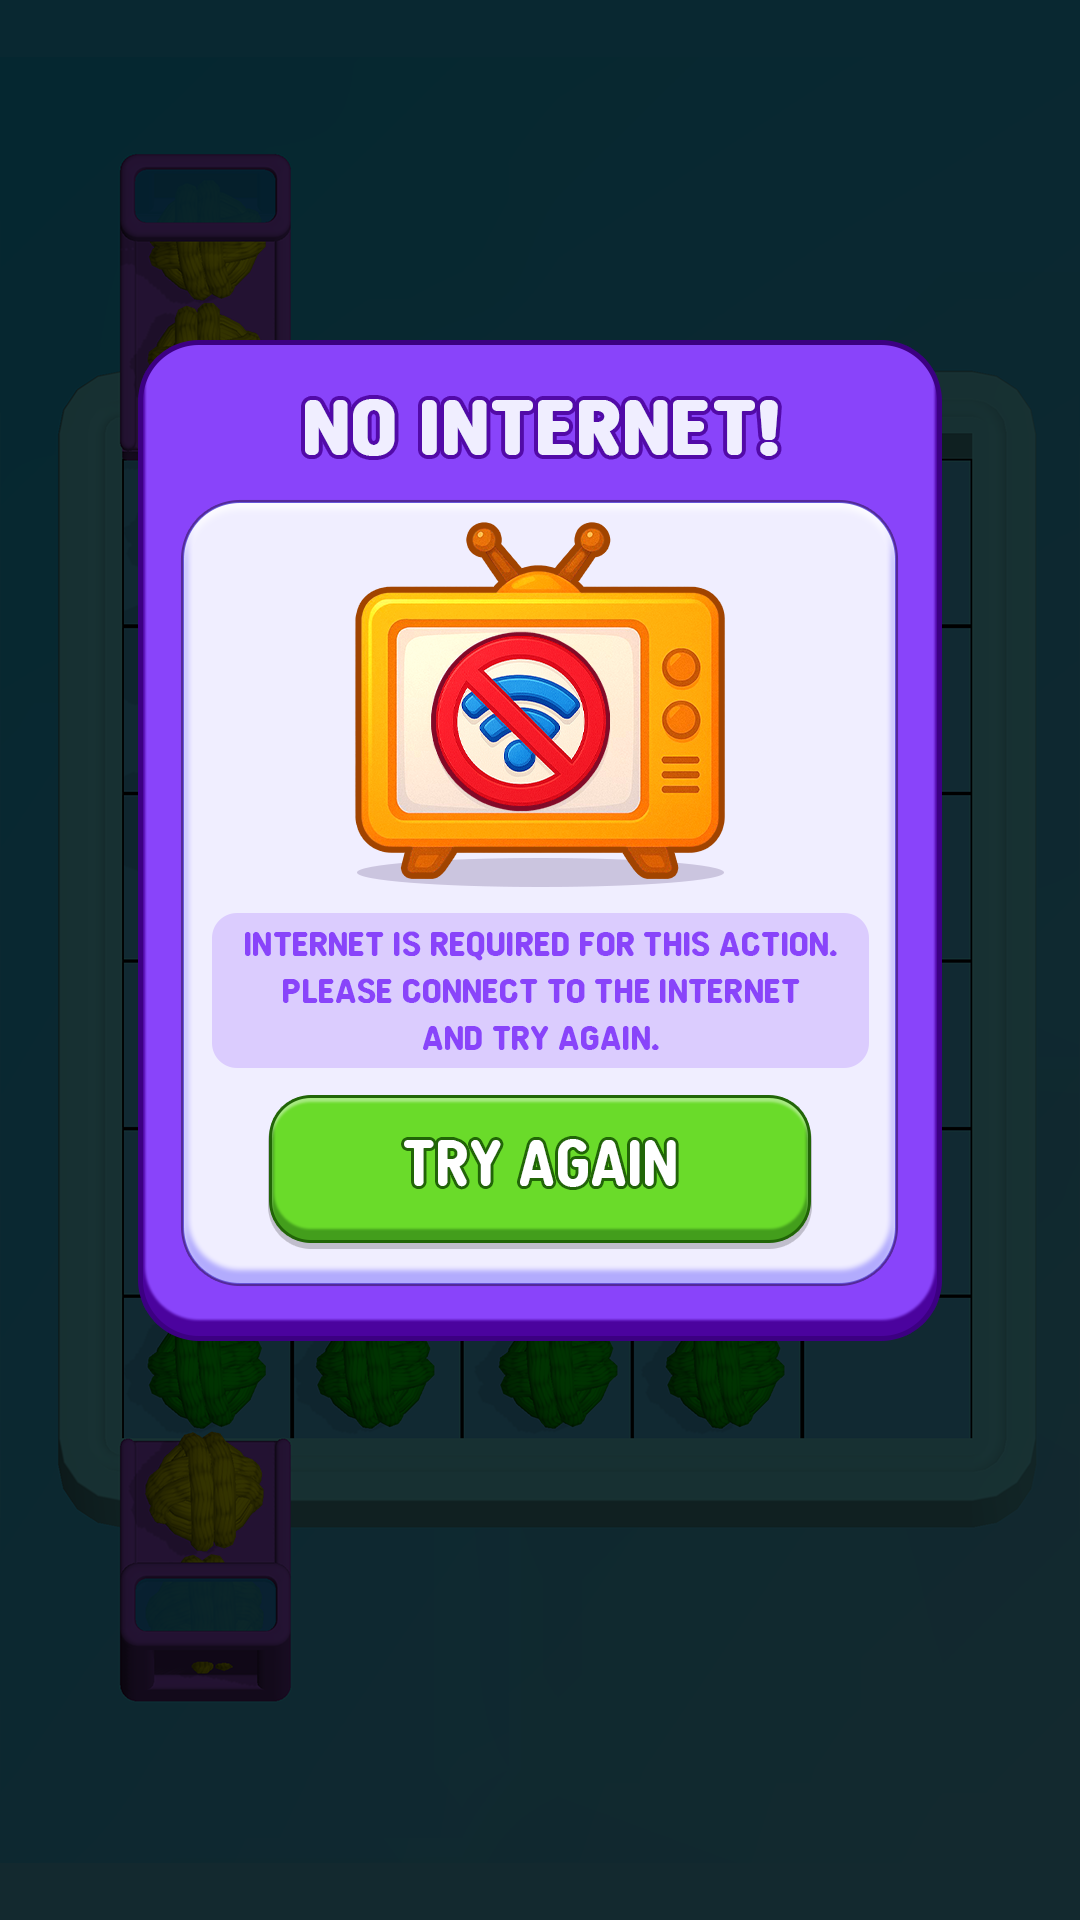 NO INTERNET!
INTERNET IS REQUIRED FOR THIS ACTION.
PLEASE CONNECT TO THE INTERNET
AND TRY AGAIN.
TRY AGAIN